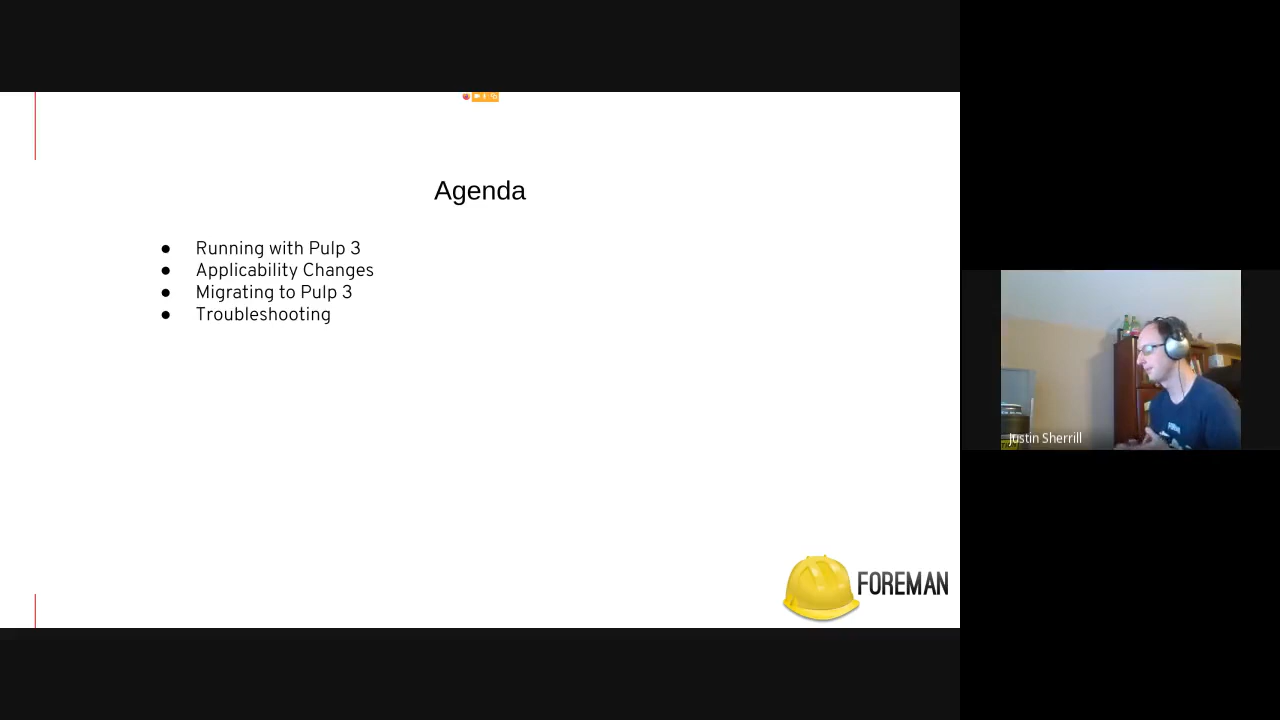 Agenda
● Running with Pulp 3
● Applicability Changes
● Migrating to Pulp 3
● Troubleshooting
FOREMAN
Justin Sherrill